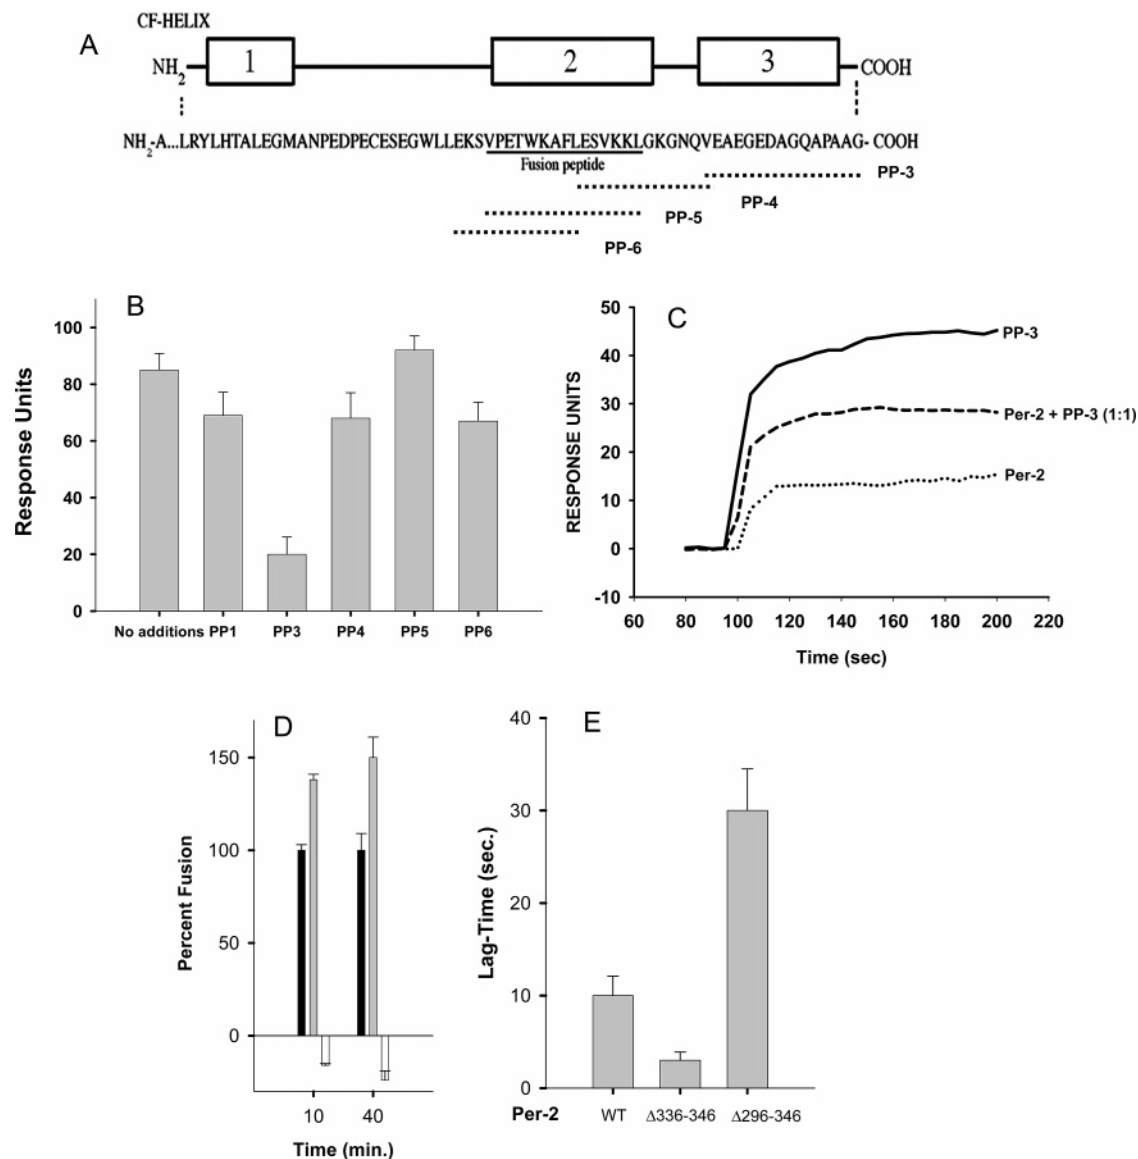 A
CF-HELIX
NH2
1
2
3
COOH
NH2-A...LRYLHTALEGMANPEDPECESEGWLLEKSVPETWKAFLESVKKLGKGNQVEAEGEDAGQAPAAG- COOH
Fusion peptide
PP-3
PP-4
PP-5
PP-6
B
Response Units
100
80
60
40
20
0
No additions PP1 PP3 PP4 PP5 PP6
C
RESPONSE UNITS
50
40
30
20
10
0
-10
PP-3
Per-2 + PP-3 (1:1)
Per-2
60 80 100 120 140 160 180 200 220
Time (sec)
D
Percent Fusion
150
100
50
0
10 40
Time (min.)
E
Lag-Time (sec.)
40
30
20
10
0
Per-2 WT Δ336-346 Δ296-346